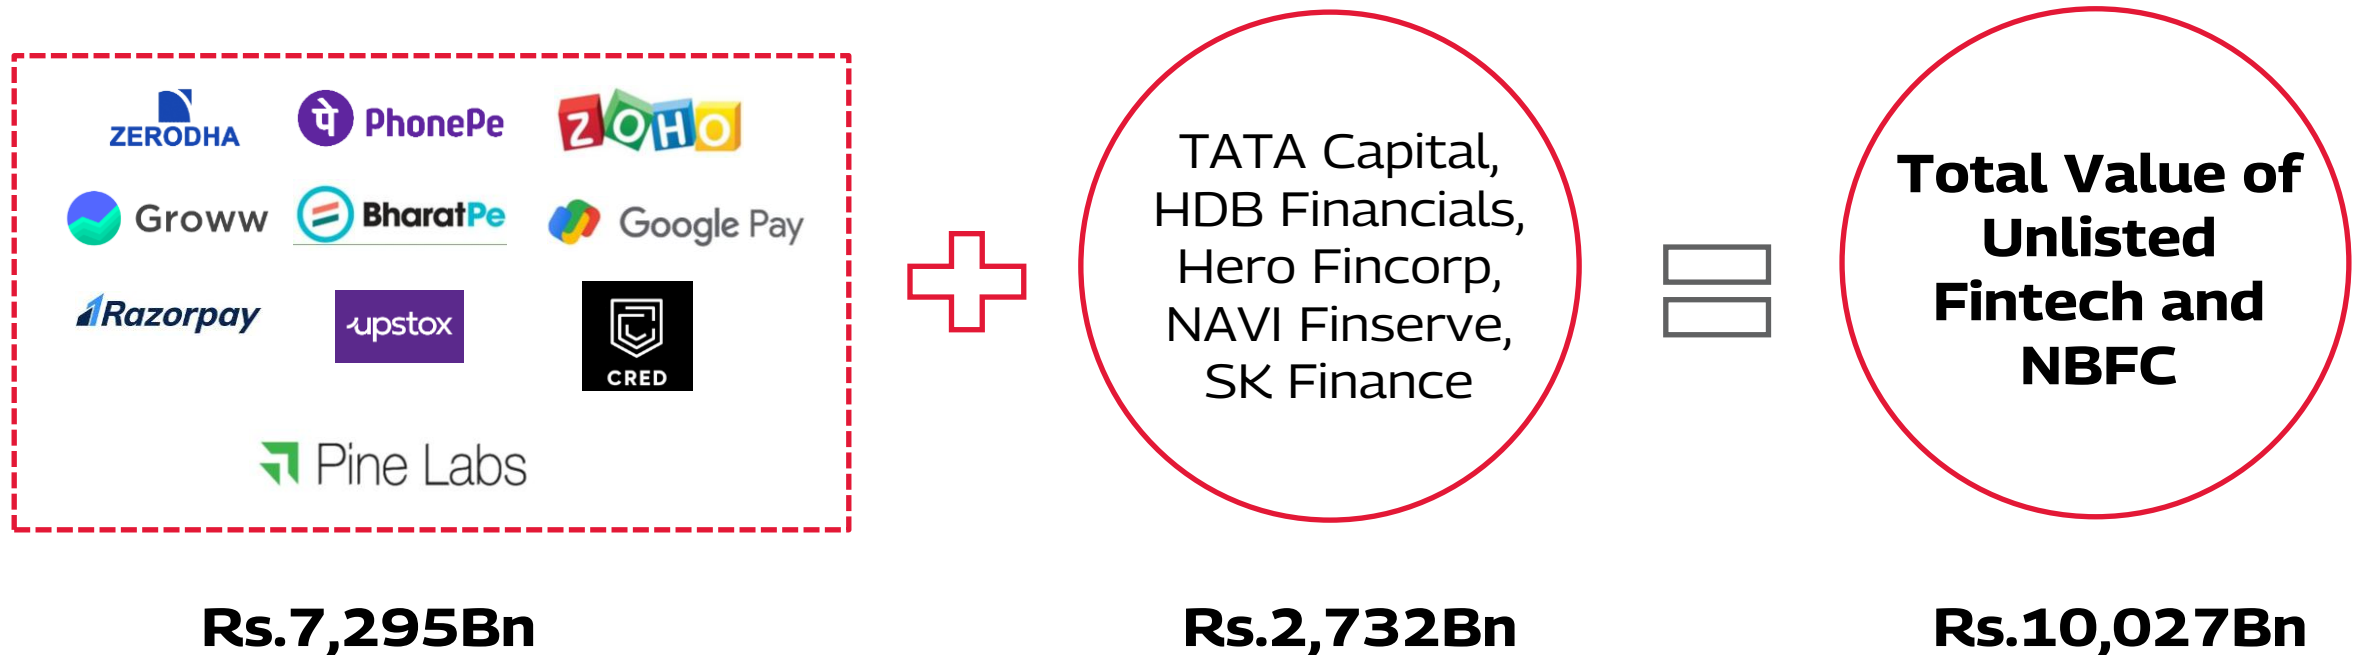 ZERODHA
पे PhonePe
ZOHO
Groww
BharatPe
Google Pay
Razorpay
upstox
CRED
Pine Labs
TATA Capital,
HDB Financials,
Hero Fincorp,
NAVI Finserve,
SK Finance
Total Value of
Unlisted
Fintech and
NBFC
Rs.7,295Bn
Rs.2,732Bn
Rs.10,027Bn